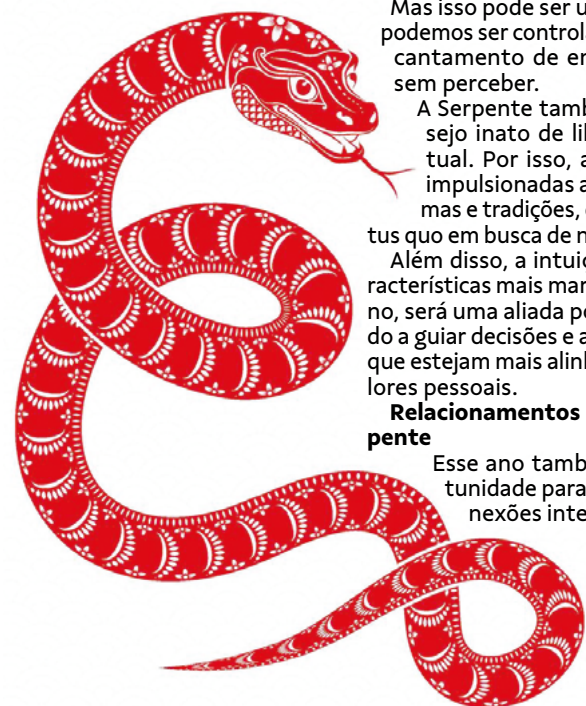 Mas isso pode ser u
podemos ser controla
cantamento de en
sem perceber.
A Serpente tamb
sejo inato de lib
tual. Por isso, a
impulsionadas a
mas e tradições,
tus quo em busca de n
Além disso, a intuiç
racterísticas mais mar
no, será uma aliada po
do a guiar decisões e a
que estejam mais alinh
lores pessoais.
Relacionamentos
pente
Esse ano tamb
tunidade para
nexões inte